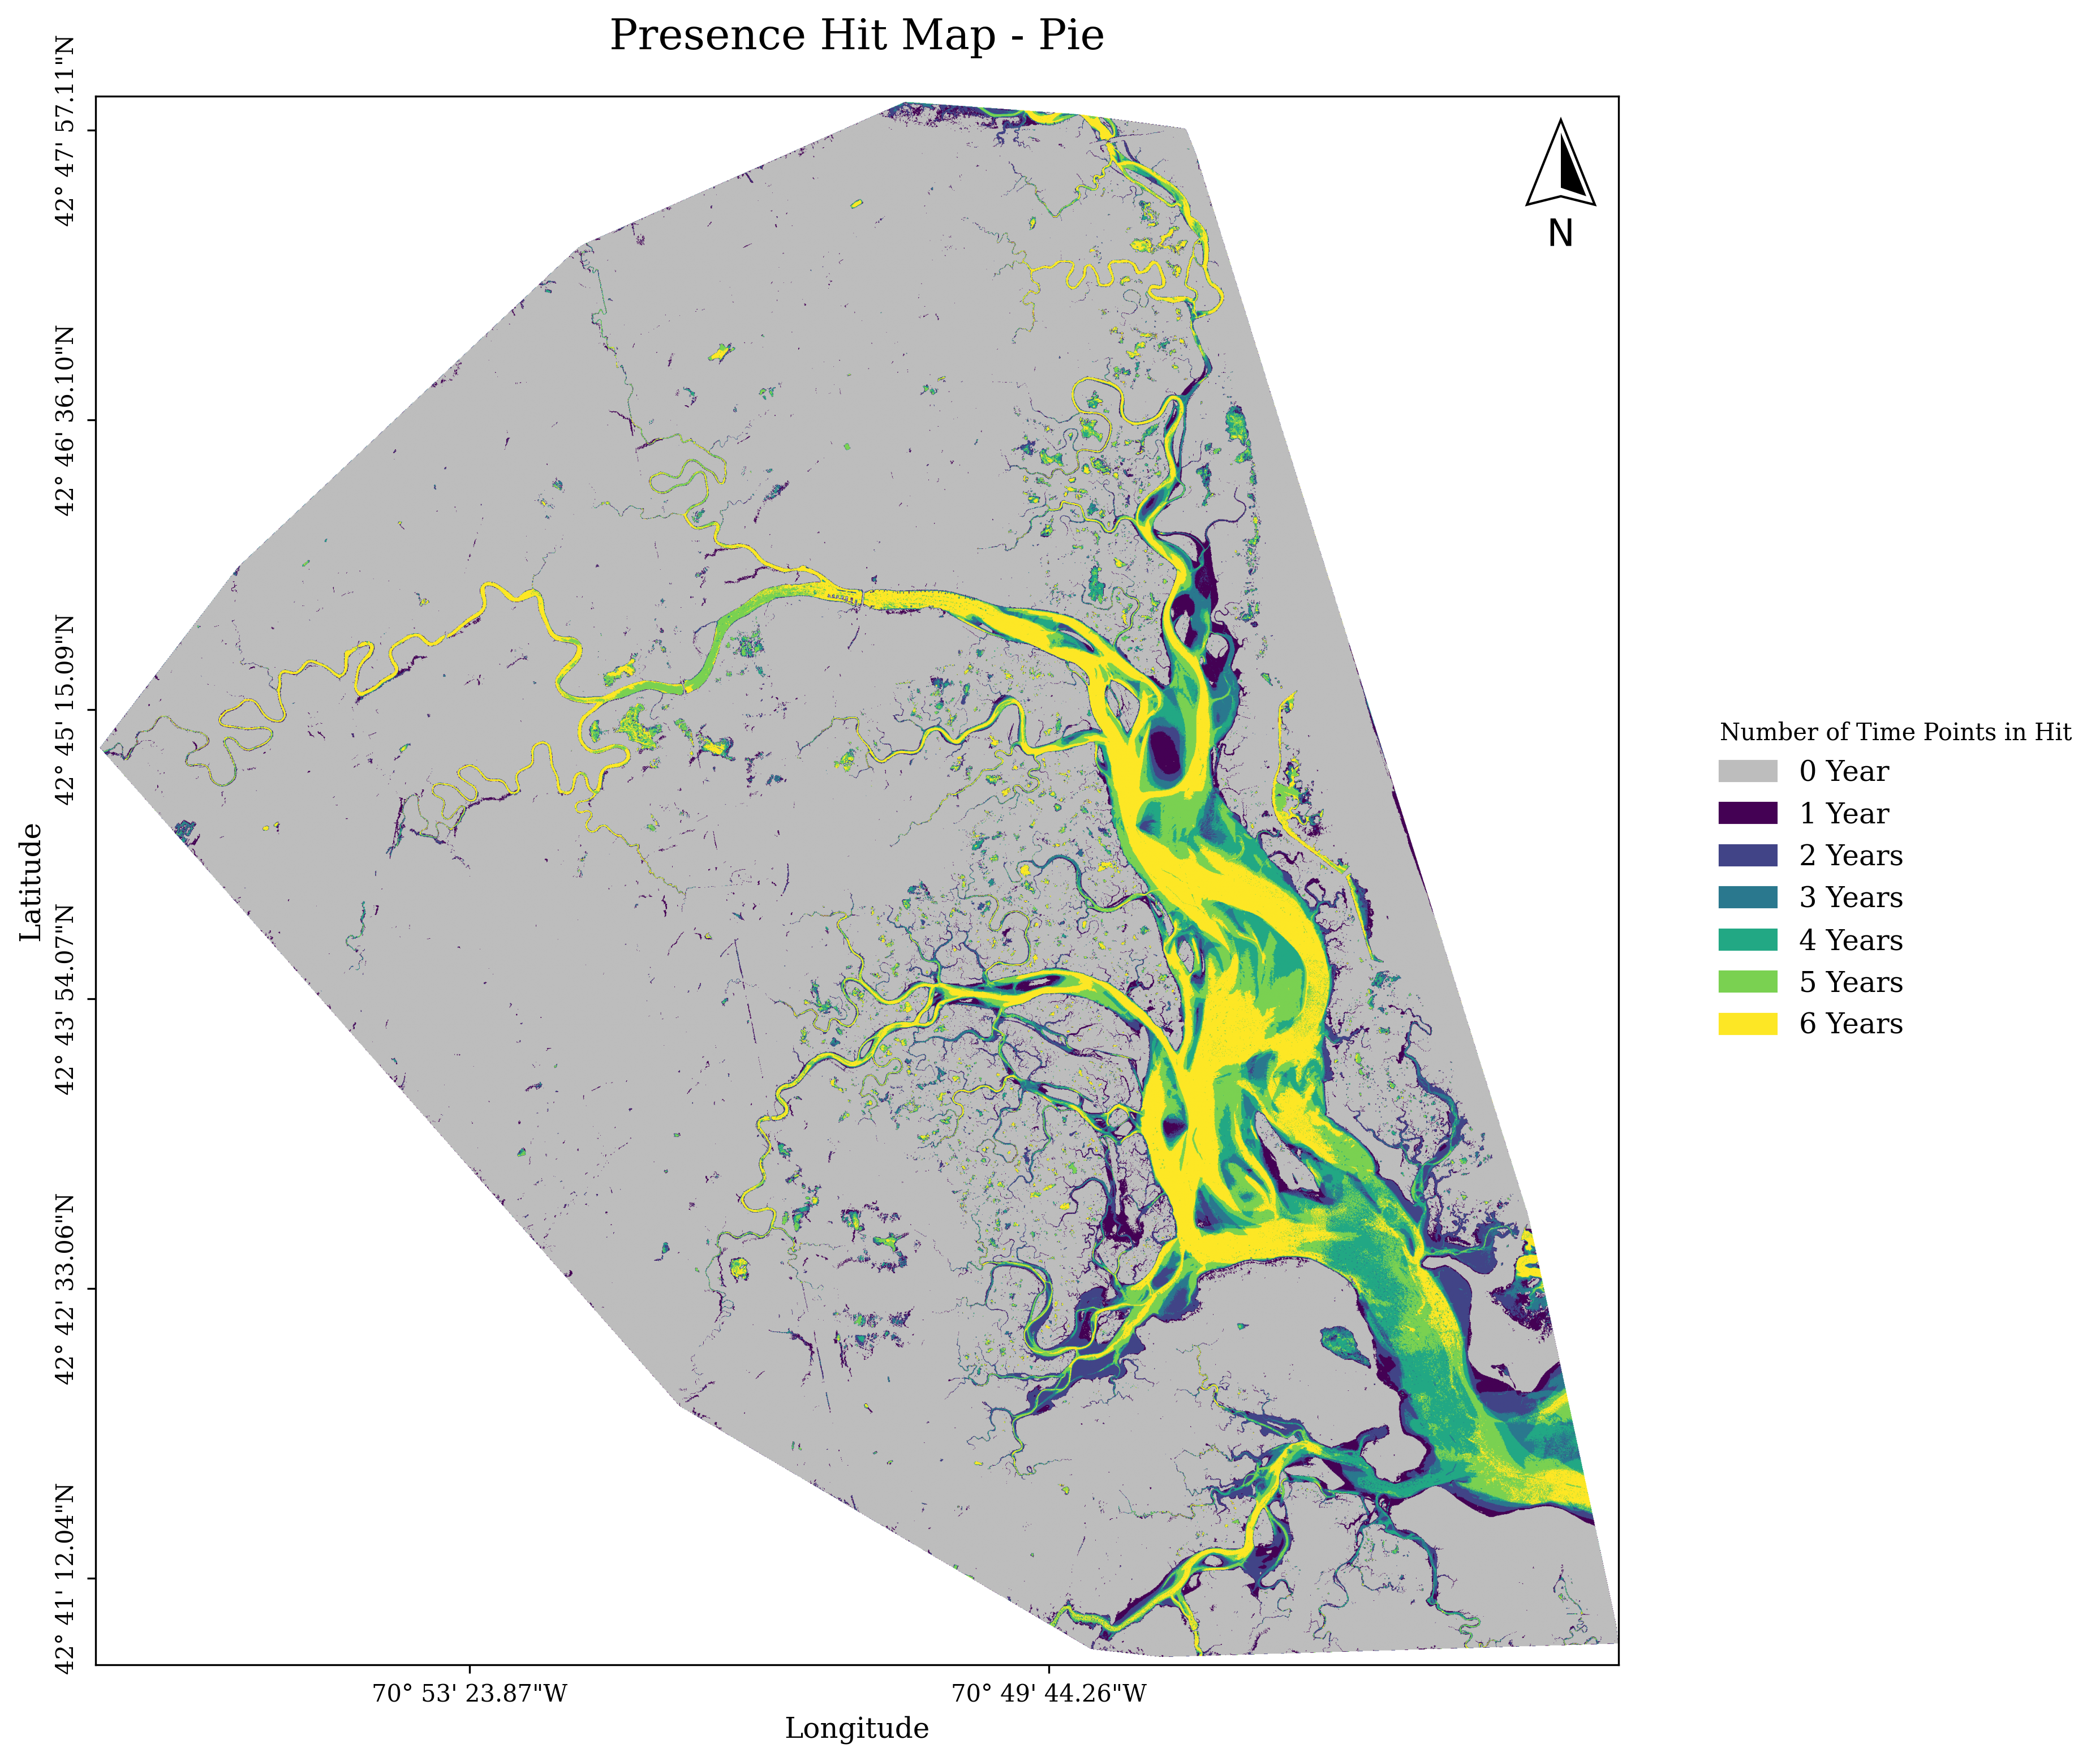 Presence Hit Map - Pie
N
42° 47' 57.11"N
42° 46' 36.10"N
42° 45' 15.09"N
42° 43' 54.07"N
42° 42' 33.06"N
42° 41' 12.04"N
Latitude
70° 53' 23.87"W
70° 49' 44.26"W
Longitude
Number of Time Points in Hit
0 Year
1 Year
2 Years
3 Years
4 Years
5 Years
6 Years